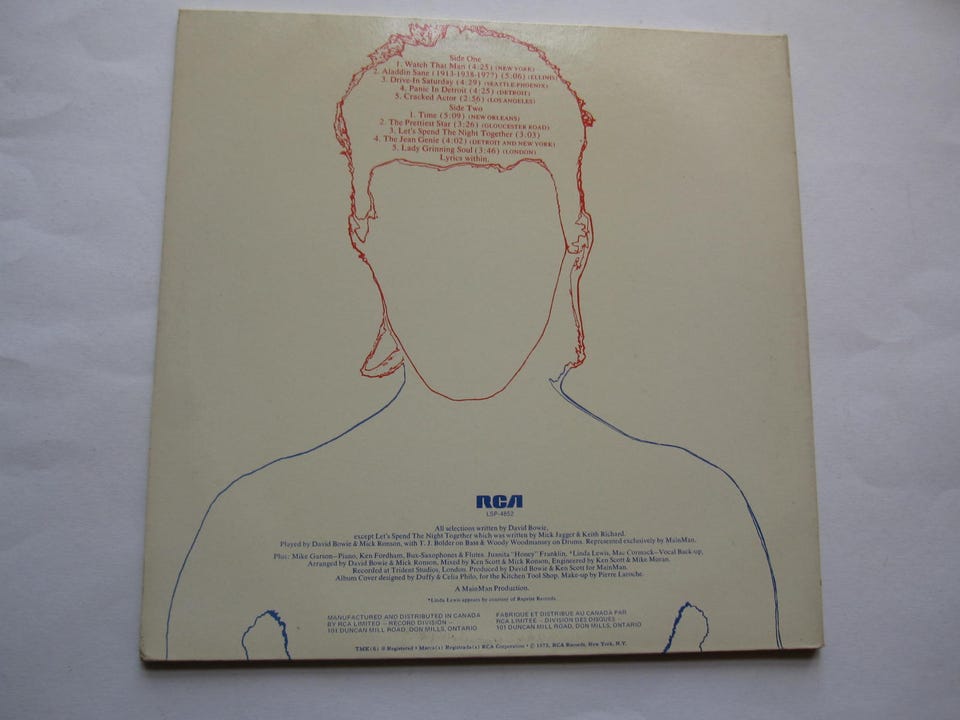 Side One
1. Watch That Man (4:25) (NEW YORK)
2. Aladdin Sane (1913-1938-197?) (5:06) (ELLINIS)
3. Drive-In Saturday (4:29) (SEATTLE-PHOENIX)
4. Panic In Detroit (4:25) (DETROIT)
5. Cracked Actor (2:56) (LOS ANGELES)
Side Two
1. Time (5:09) (NEW ORLEANS)
2. The Prettiest Star (3:26) (GLOUCESTER ROAD)
3. Let's Spend The Night Together (3:03)
4. The Jean Genie (4:02) (DETROIT AND NEW YORK)
5. Lady Grinning Soul (3:46) (LONDON)
Lyrics within.
RCA
LSP-4852
All selections written by David Bowie,
except Let's Spend The Night Together which was written by Mick Jagger & Keith Richard.
Played by David Bowie & Mick Ronson, with T. J. Bolder on Bass & Woody Woodmansey on Drums. Represented exclusively by MainMan.
Plus: Mike Garson—Piano, Ken Fordham, Bux-Saxophones & Flutes. Juanita "Honey" Franklin, *Linda Lewis, Mac Cormack—Vocal Back-up,
Arranged by David Bowie & Mick Ronson, Mixed by Ken Scott & Mick Ronson, Engineered by Ken Scott & Mike Moran.
Recorded at Trident Studios, London. Produced by David Bowie & Ken Scott for MainMan.
Album Cover designed by Duffy & Celia Philo, for the Kitchen Tool Shop. Make-up by Pierre Laroche.
A MainMan Production.
*Linda Lewis appears by courtesy of Reprise Records.
MANUFACTURED AND DISTRIBUTED IN CANADA
BY RCA LIMITED – RECORD DIVISION –
101 DUNCAN MILL ROAD, DON MILLS, ONTARIO
FABRIQUE ET DISTRIBUE AU CANADA PAR
RCA LIMITEE – DIVISION DES DISQUES –
101 DUNCAN MILL ROAD, DON MILLS, ONTARIO
TMK(s) ® Registered • Marca(s) Registrada(s) RCA Corporation • © 1973, RCA Records, New York, N.Y.